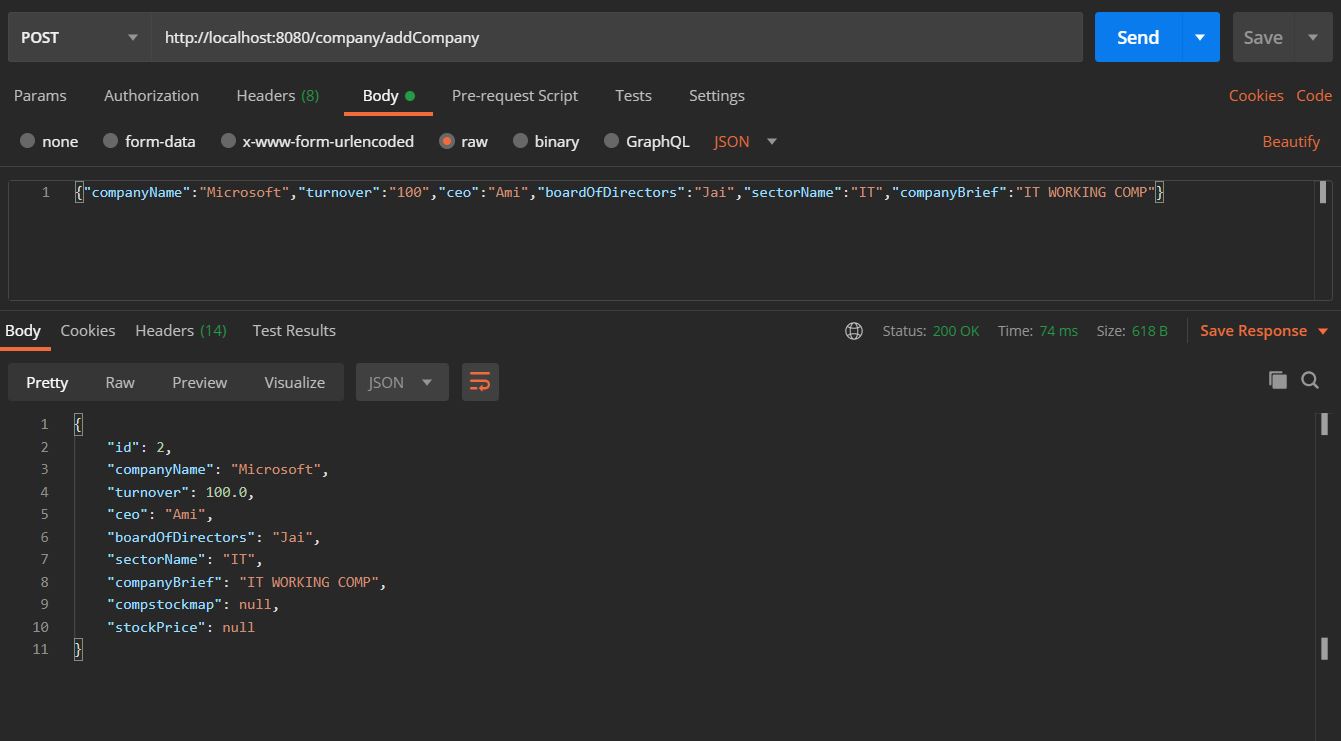 POST http://localhost:8080/company/addCompany Send Save
Params Authorization Headers (8) Body Pre-request Script Tests Settings Cookies Code
none form-data x-www-form-urlencoded raw binary GraphQL JSON Beautify
1 {"companyName":"Microsoft","turnover":"100","ceo":"Ami","boardOfDirectors":"Jai","sectorName":"IT","companyBrief":"IT WORKING COMP"}
Body Cookies Headers (14) Test Results Status: 200 OK Time: 74 ms Size: 618 B Save Response
Pretty Raw Preview Visualize JSON
1 {
2 "id": 2,
3 "companyName": "Microsoft",
4 "turnover": 100.0,
5 "ceo": "Ami",
6 "boardOfDirectors": "Jai",
7 "sectorName": "IT",
8 "companyBrief": "IT WORKING COMP",
9 "compstockmap": null,
10 "stockPrice": null
11 }